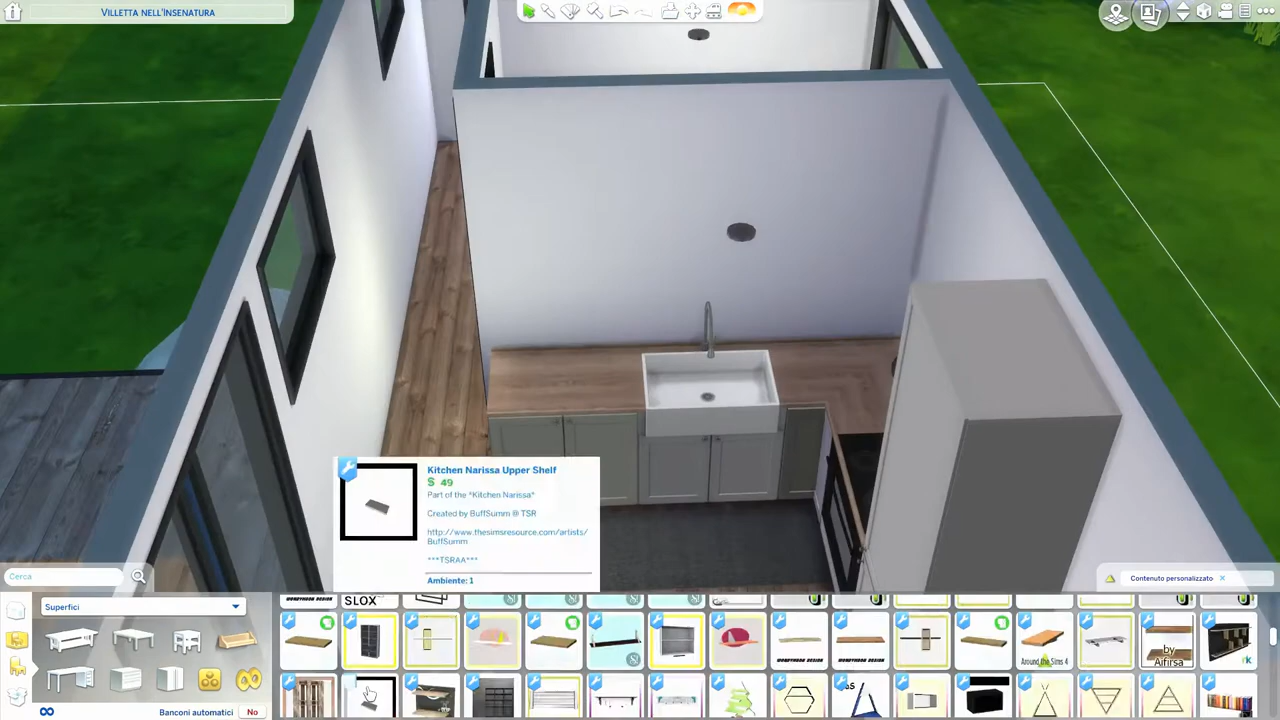 VILLETTA NELL'INSENATURA
Kitchen Narissa Upper Shelf
§ 49
Part of the *Kitchen Narissa*
Created by BuffSumm @ TSR
http://www.thesimsresource.com/artists/
BuffSumm
***TSRAA***
Ambiente: 1
Cerca
Contenuto personalizzato
Superfici
SLOX
Around the Sims 4
by
Aifirsa
rK
Banconi automatici
No